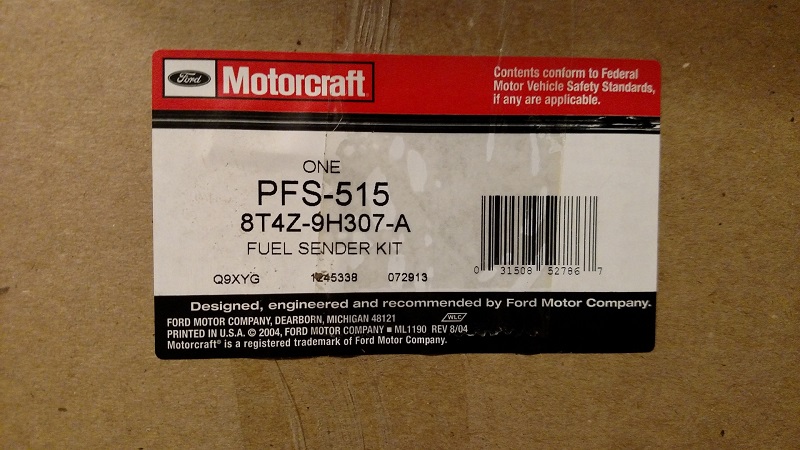 Ford
Motorcraft
Contents conform to Federal
Motor Vehicle Safety Standards,
if any are applicable.
ONE
PFS-515
8T4Z-9H307-A
FUEL SENDER KIT
Q9XYG 1245338 072913
0 31508 52786 7
Designed, engineered and recommended by Ford Motor Company.
FORD MOTOR COMPANY, DEARBORN, MICHIGAN 48121
WLC
PRINTED IN U.S.A. © 2004, FORD MOTOR COMPANY ■ ML1190 REV 8/04
Motorcraft® is a registered trademark of Ford Motor Company.